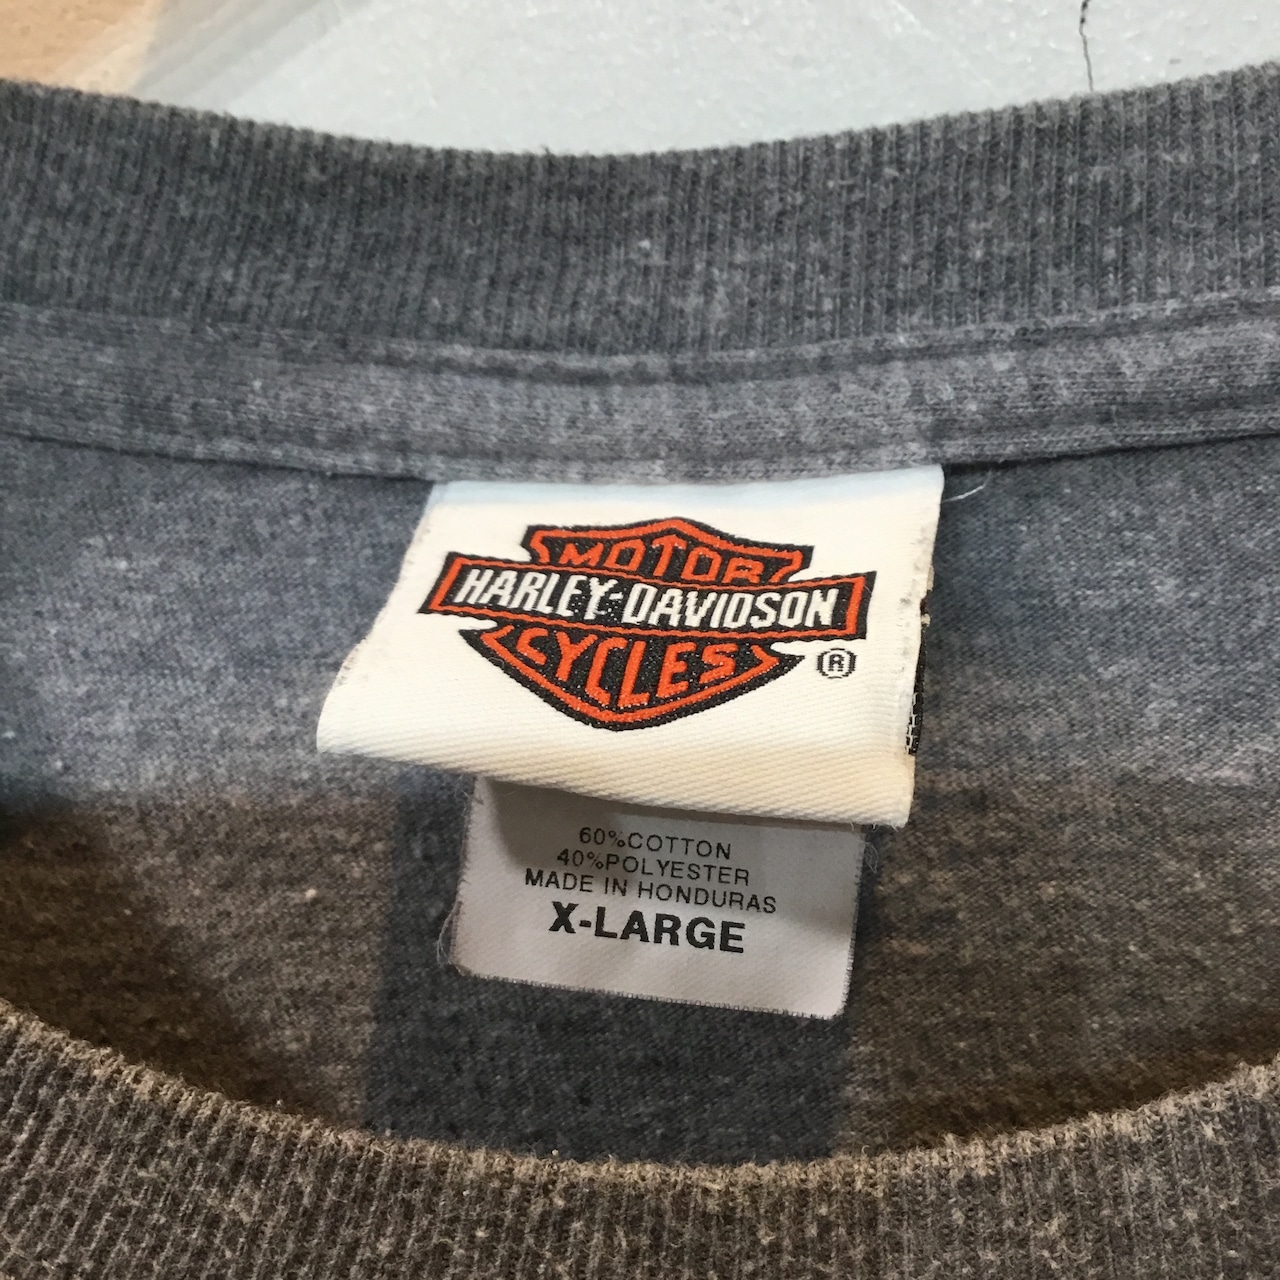 MOTOR
HARLEY-DAVIDSON
CYCLES
®
60%COTTON
40%POLYESTER
MADE IN HONDURAS
X-LARGE